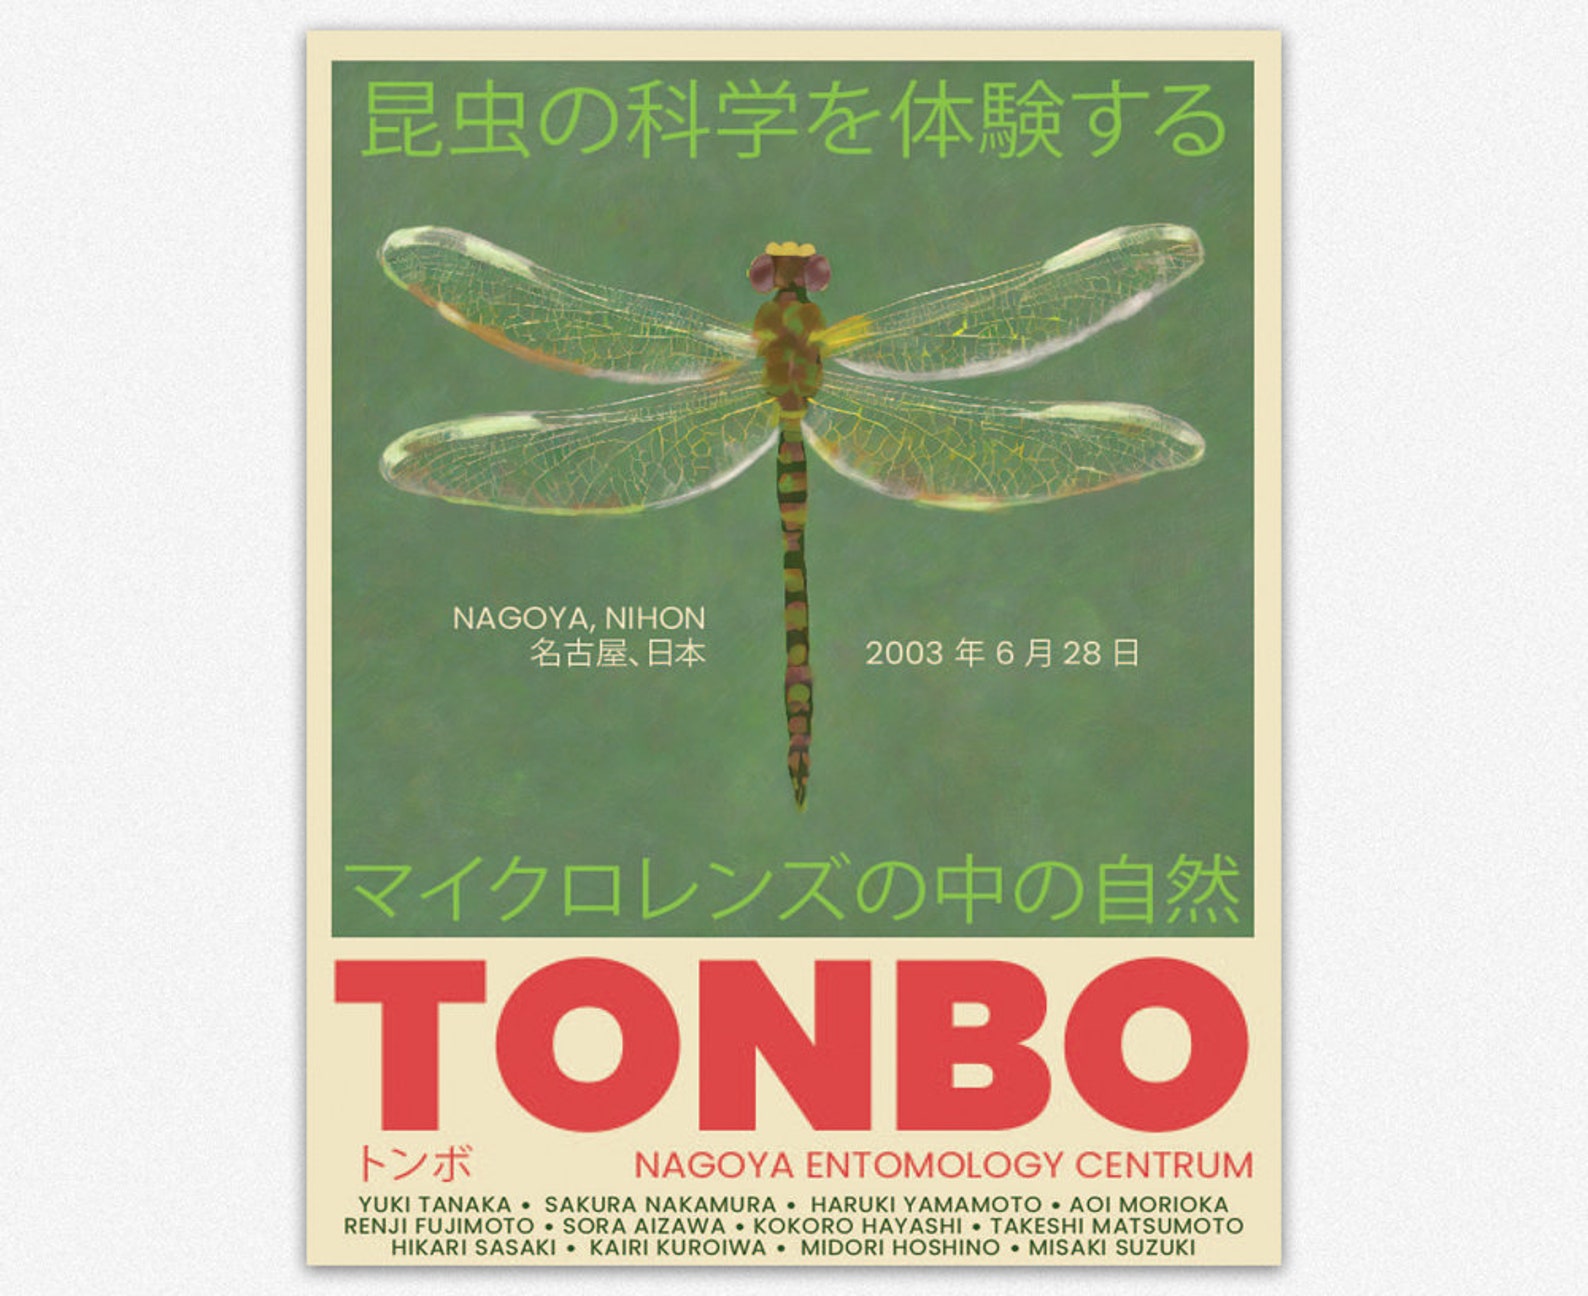 昆虫の科学を体験する
NAGOYA, NIHON
名古屋、日本
2003 年 6 月 28 日
マイクロレンズの中の自然
TONBO
トンボ
NAGOYA ENTOMOLOGY CENTRUM
YUKI TANAKA • SAKURA NAKAMURA • HARUKI YAMAMOTO • AOI MORIOKA
RENJI FUJIMOTO • SORA AIZAWA • KOKORO HAYASHI • TAKESHI MATSUMOTO
HIKARI SASAKI • KAIRI KUROIWA • MIDORI HOSHINO • MISAKI SUZUKI